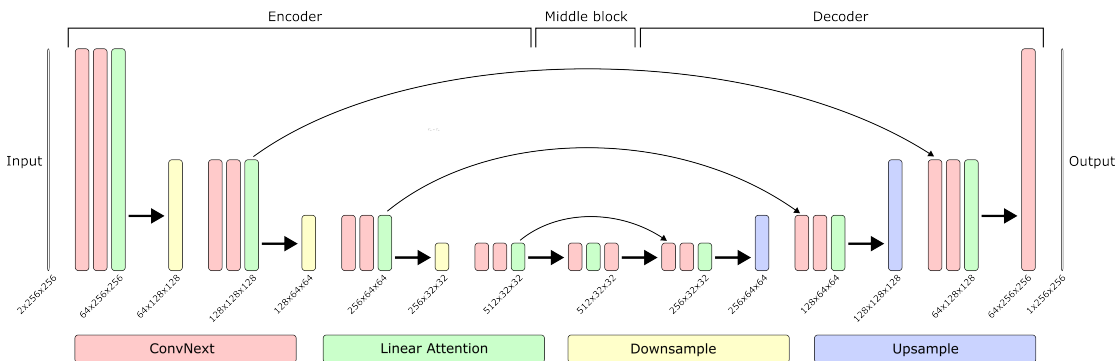 Encoder
Middle block
Decoder
Input
Output
2x256x256
64x256x256
64x128x128
128x128x128
128x64x64
256x64x64
256x32x32
512x32x32
512x32x32
256x32x32
256x64x64
128x64x64
128x128x128
64x128x128
64x256x256
1x256x256
ConvNext
Linear Attention
Downsample
Upsample